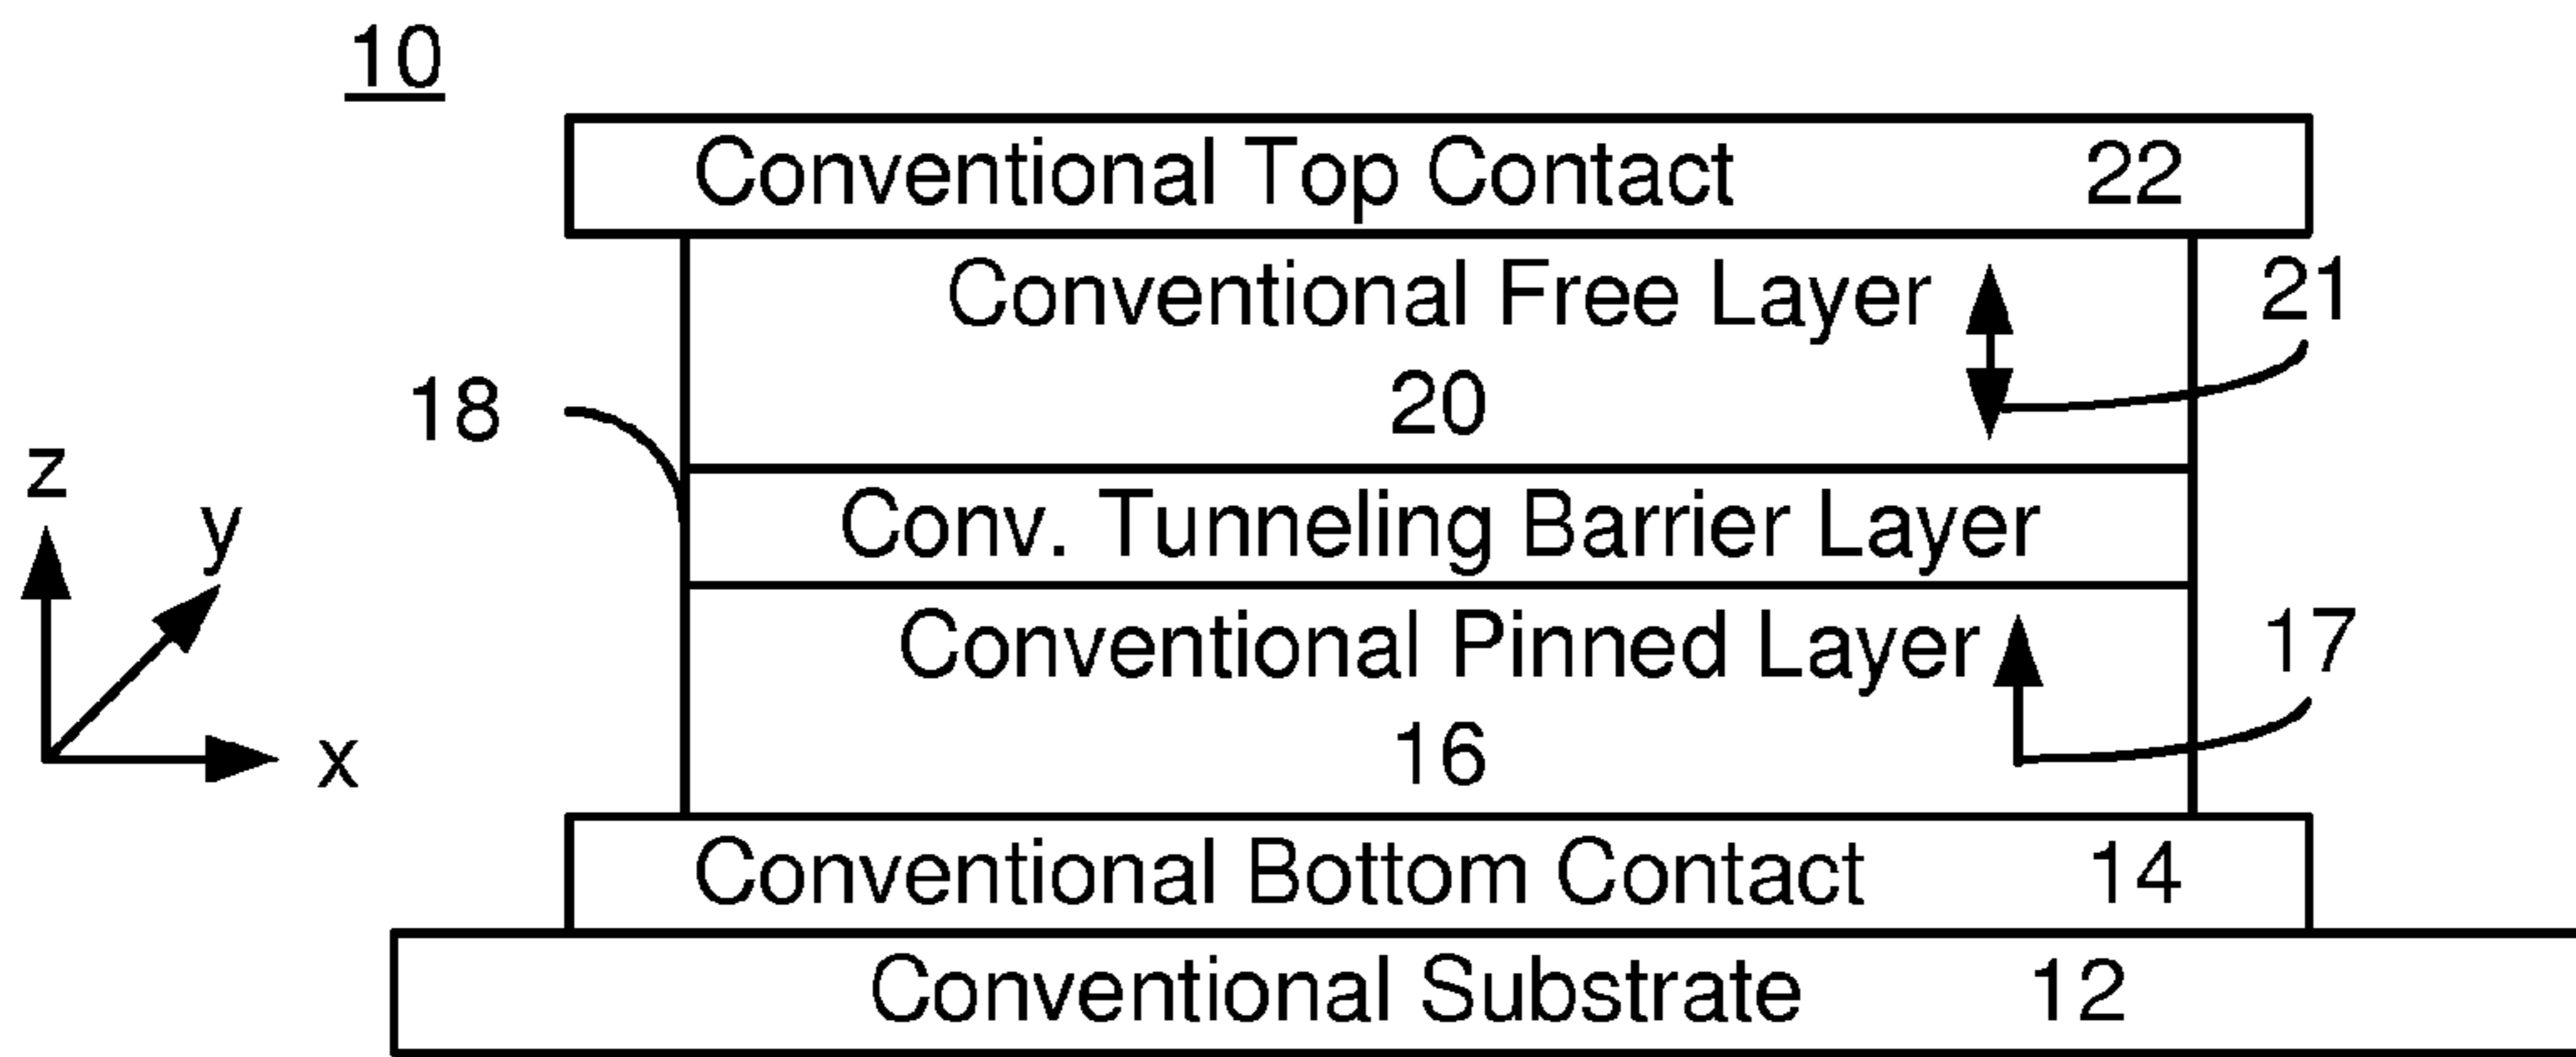 10
Conventional Top Contact 22
Conventional Free Layer 21
20
18
Conv. Tunneling Barrier Layer
Conventional Pinned Layer 17
16
Conventional Bottom Contact 14
Conventional Substrate 12
z
y
x